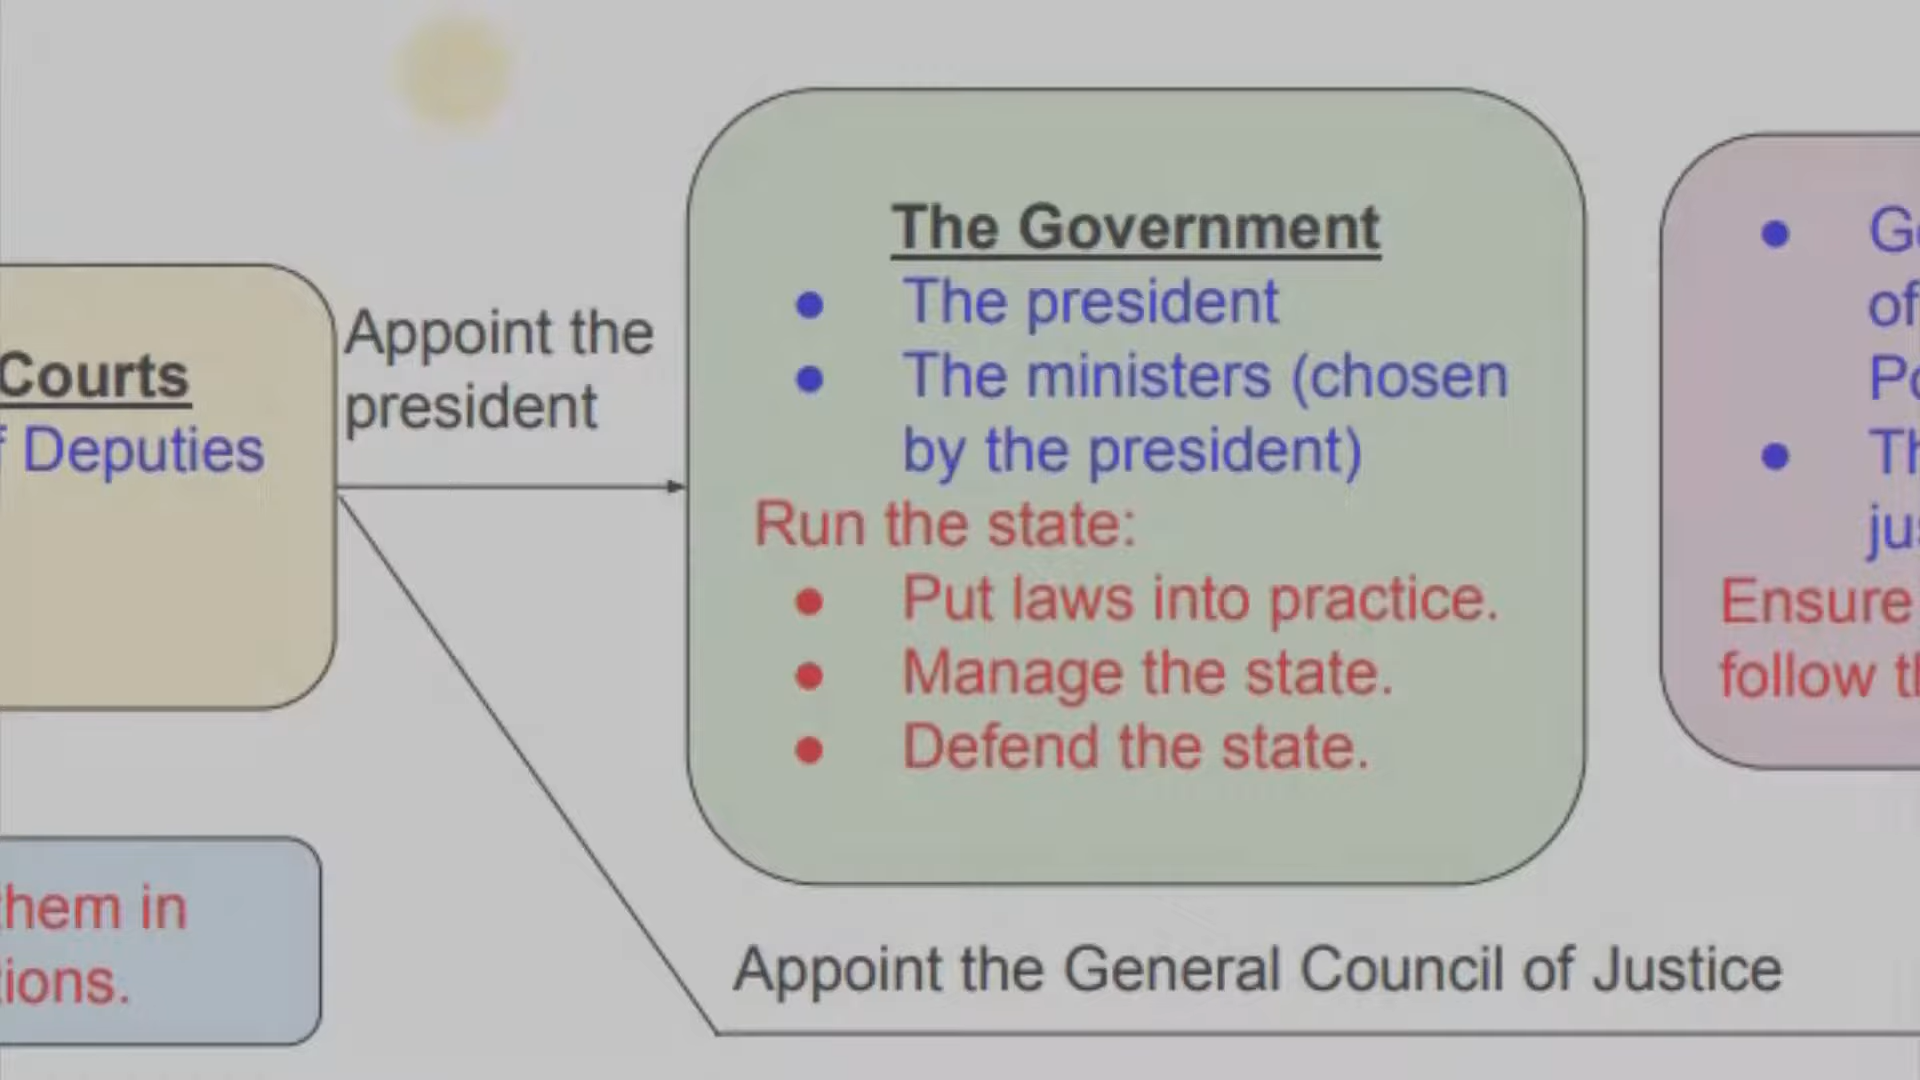 Courts
Deputies
Appoint the
president
The Government
● The president
● The ministers (chosen
by the president)
Run the state:
● Put laws into practice.
● Manage the state.
● Defend the state.
● 
of
● 
Ensure
follow
them in
Appoint the General Council of Justice